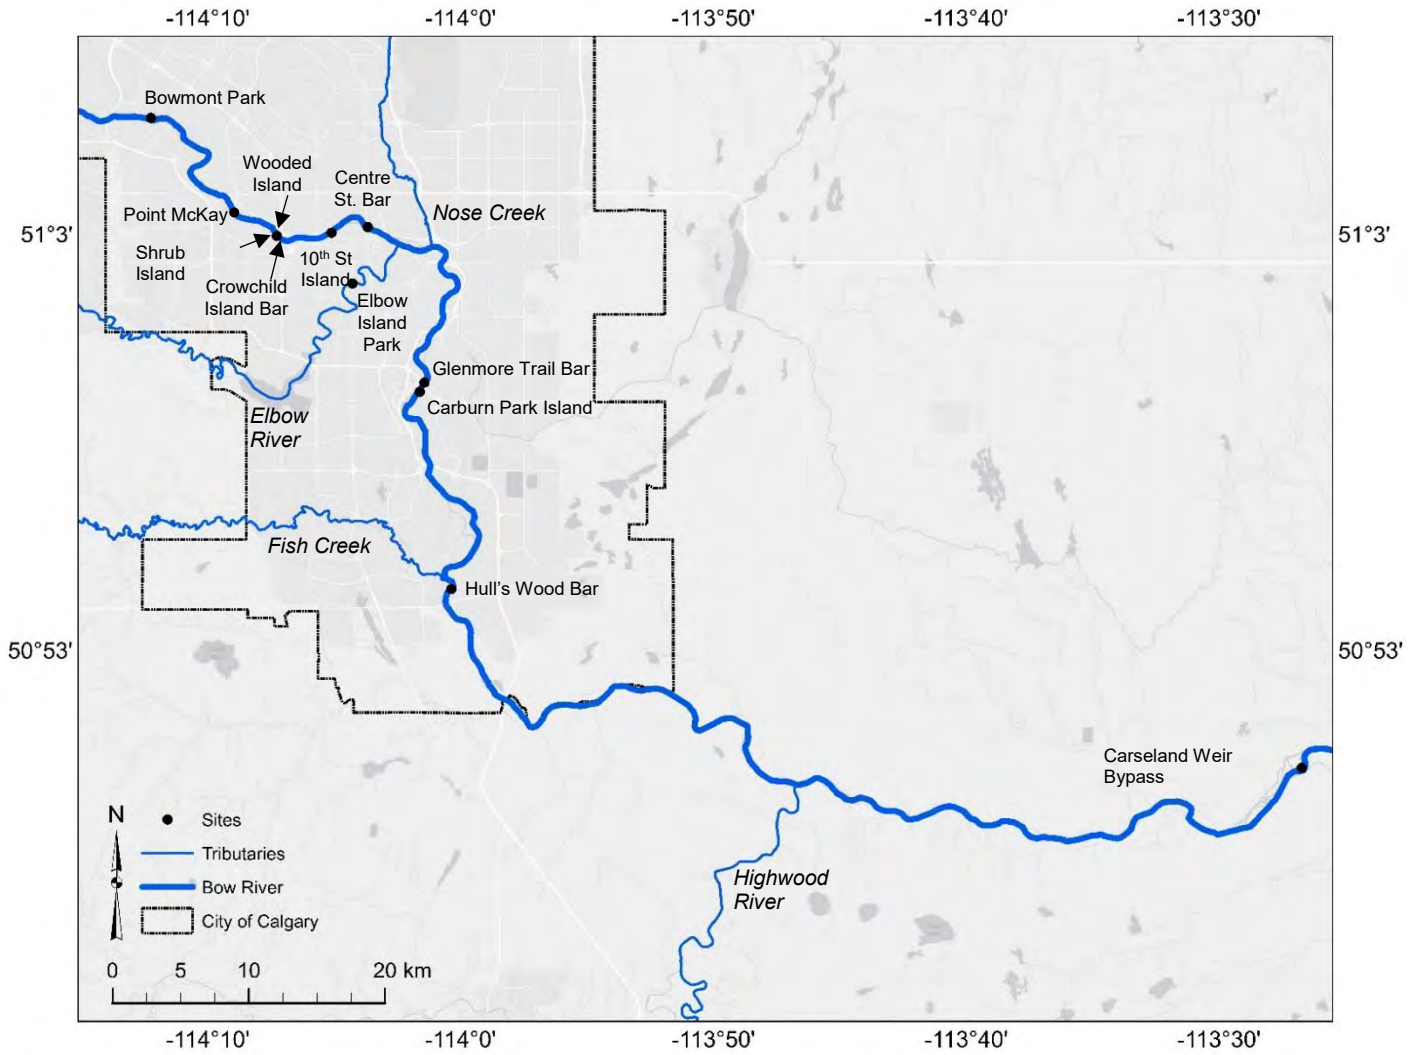 -114°10'
-114°0'
-113°50'
-113°40'
-113°30'
Bowmont Park
Wooded
Island
Centre
St. Bar
Point McKay
Nose Creek
51°3'
51°3'
Shrub
Island
10th St
Island
Crowchild
Island Bar
Elbow
Island
Park
Glenmore Trail Bar
Carburn Park Island
Elbow
River
Fish Creek
Hull's Wood Bar
50°53'
50°53'
Carseland Weir
Bypass
N
Sites
Tributaries
Bow River
City of Calgary
Highwood
River
0 5 10 20 km
-114°10'
-114°0'
-113°50'
-113°40'
-113°30'